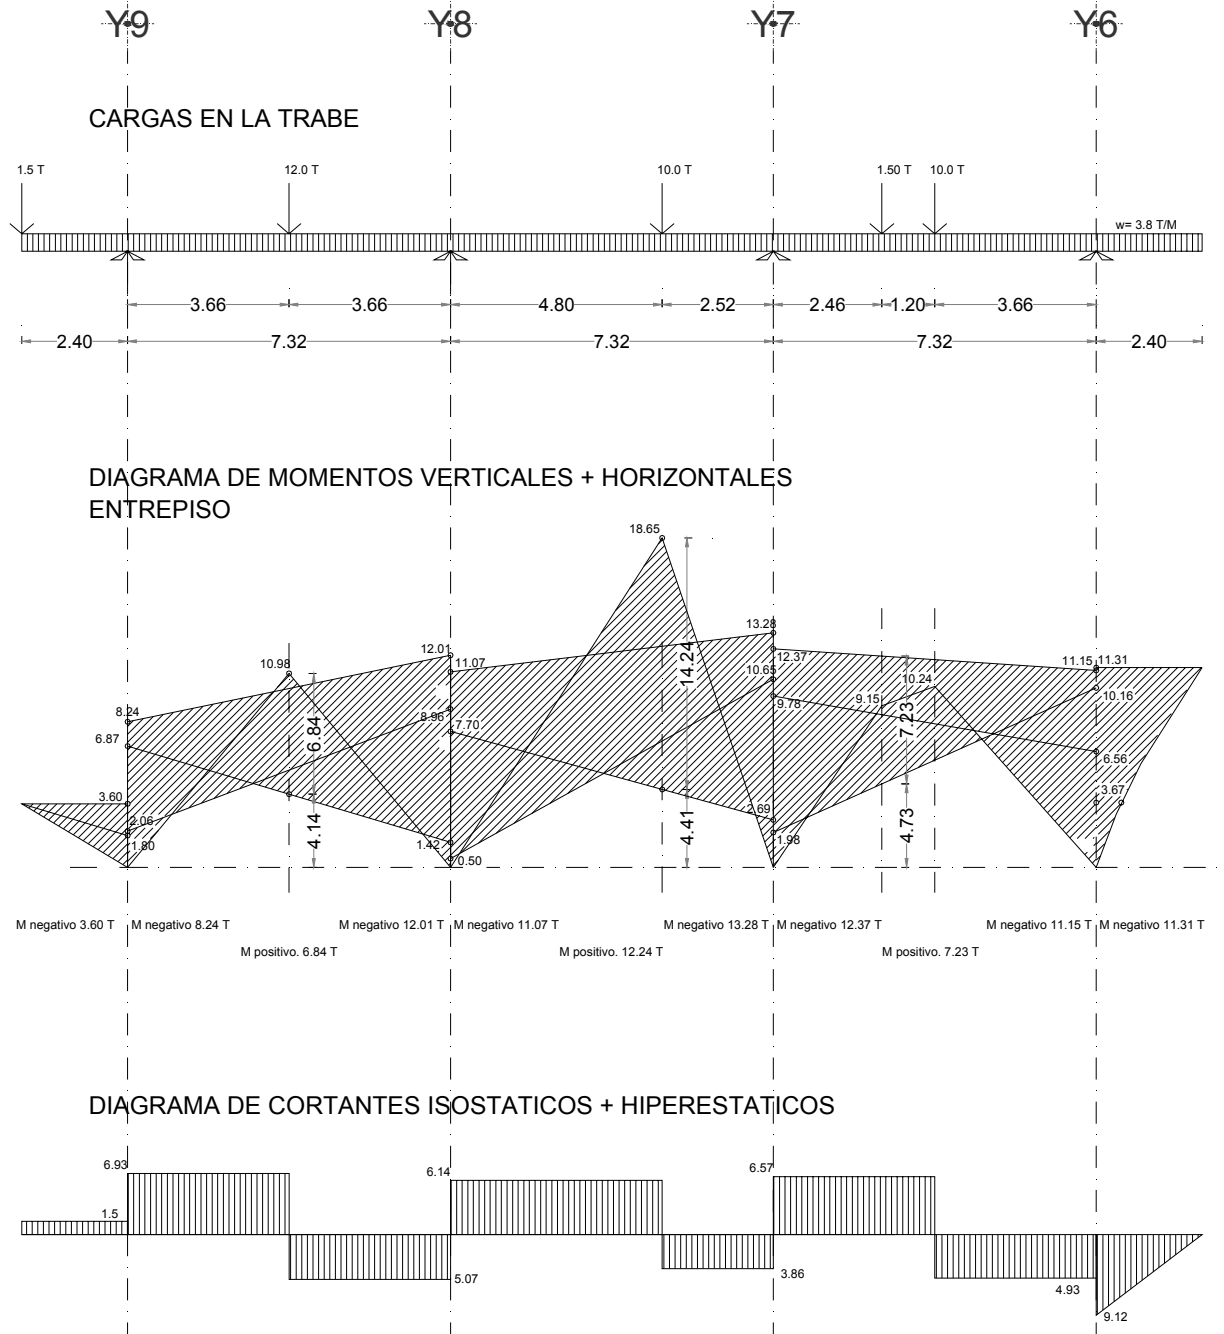 Y9 Y8 Y7 Y6
CARGAS EN LA TRABE
1.5 T 12.0 T 10.0 T 1.50 T 10.0 T
w= 3.8 T/M
3.66 3.66 4.80 2.52 2.46 1.20 3.66
2.40 7.32 7.32 7.32 2.40
DIAGRAMA DE MOMENTOS VERTICALES + HORIZONTALES
ENTREPISO
18.65
13.28
12.01
12.37
11.07
11.15 11.31
10.98
10.65
10.24
14.24
10.16
9.15
9.78
8.24
8.96
7.70
7.23
6.87
6.84
6.56
3.60
3.67
2.06
2.69
1.80
1.42
1.98
0.50
4.14
4.41
4.73
M negativo 3.60 T M negativo 8.24 T M negativo 12.01 T M negativo 11.07 T M negativo 13.28 T M negativo 12.37 T M negativo 11.15 T M negativo 11.31 T
M positivo. 6.84 T M positivo. 12.24 T M positivo. 7.23 T
DIAGRAMA DE CORTANTES ISOSTATICOS + HIPERESTATICOS
6.93 6.14 6.57
1.5
5.07 3.86 4.93
9.12